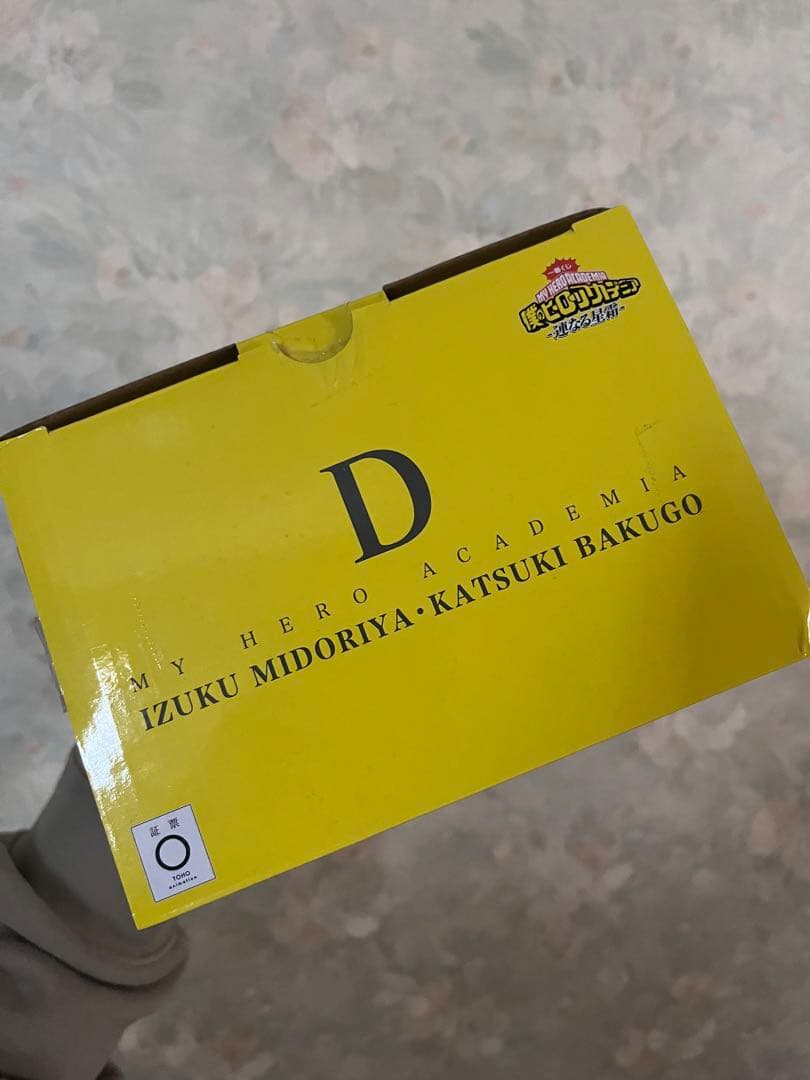 一番くじ
MY HERO ACADEMIA
僕のヒーローアカデミア
-連なる星霜-
D
MY HERO ACADEMIA
IZUKU MIDORIYA・KATSUKI BAKUGO
証票
TOHO
animation